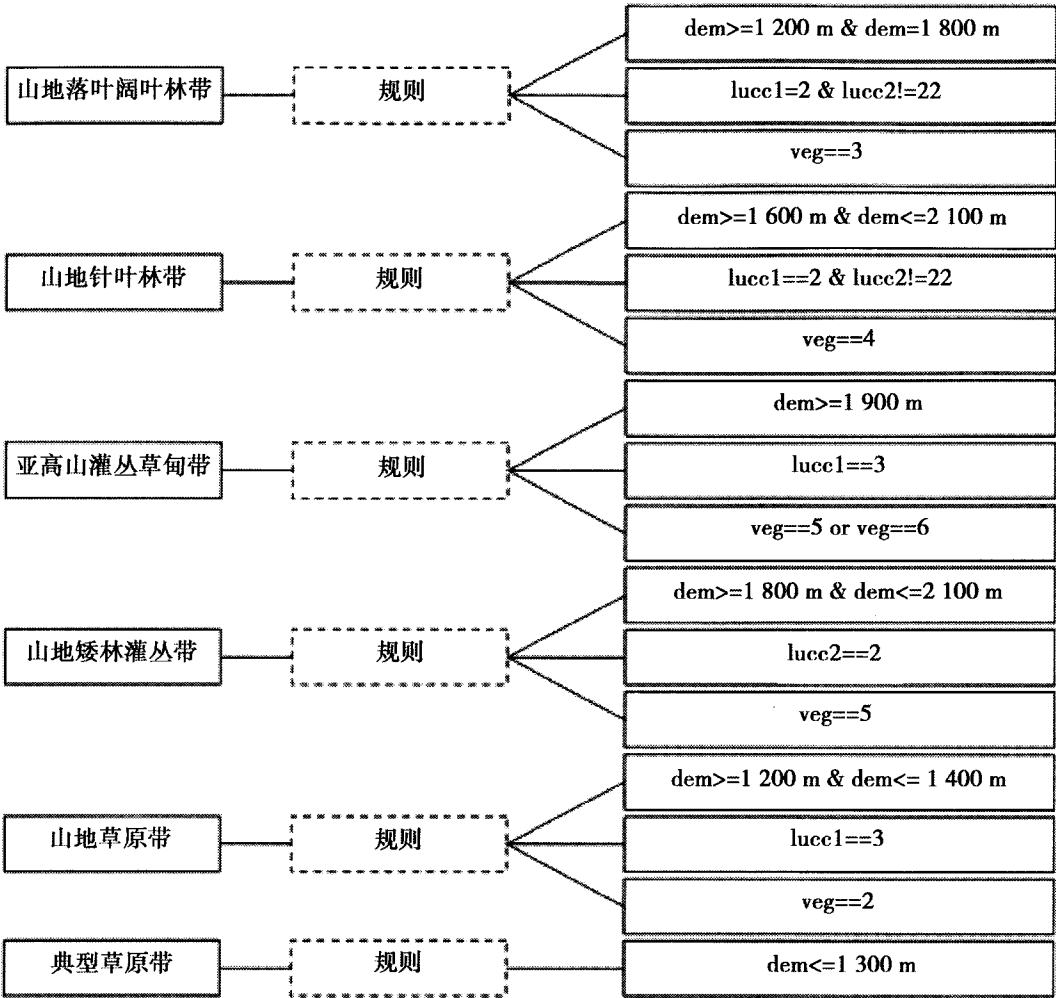 dem>=1 200 m & dem=1 800 m
山地落叶阔叶林带
规则
lucc1=2 & lucc2!=22
veg==3
dem>=1 600 m & dem<=2 100 m
山地针叶林带
规则
lucc1==2 & lucc2!=22
veg==4
dem>=1 900 m
亚高山灌丛草甸带
规则
lucc1==3
veg==5 or veg==6
dem>=1 800 m & dem<=2 100 m
山地矮林灌丛带
规则
lucc2==2
veg==5
dem>=1 200 m & dem<= 1 400 m
山地草原带
规则
lucc1==3
veg==2
典型草原带
规则
dem<=1 300 m